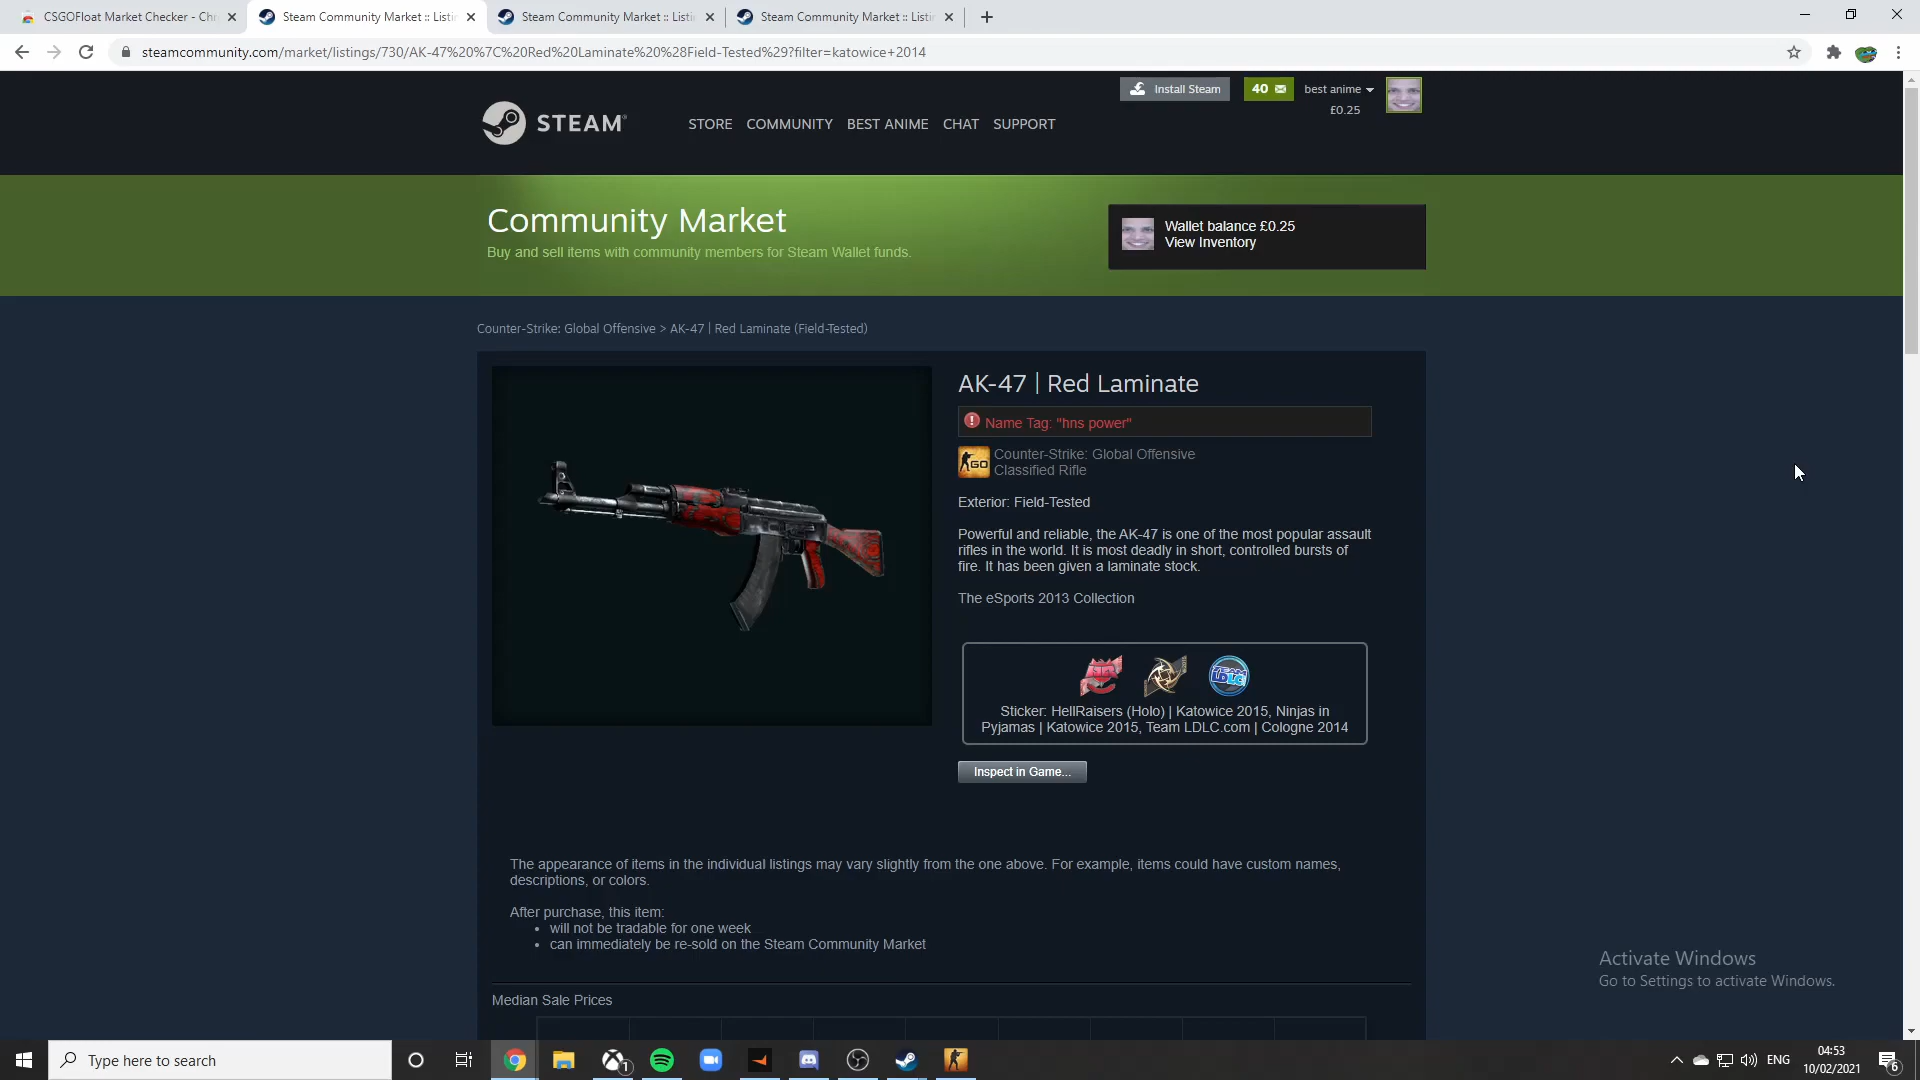 CSGOFloat Market Checker - Chr
Steam Community Market :: Listi
Steam Community Market :: Listi
Steam Community Market :: Listi
steamcommunity.com/market/listings/730/AK-47%20%7C%20Red%20Laminate%20%28Field-Tested%29?filter=katowice+2014
Install Steam
40
best anime
£0.25
STEAM
STORE COMMUNITY BEST ANIME CHAT SUPPORT
Community Market
Buy and sell items with community members for Steam Wallet funds.
Wallet balance £0.25
View Inventory
Counter-Strike: Global Offensive > AK-47 | Red Laminate (Field-Tested)
AK-47 | Red Laminate
Name Tag: "hns power"
GO
Counter-Strike: Global Offensive
Classified Rifle
Exterior: Field-Tested
Powerful and reliable, the AK-47 is one of the most popular assault
rifles in the world. It is most deadly in short, controlled bursts of
fire. It has been given a laminate stock.
The eSports 2013 Collection
Sticker: HellRaisers (Holo) | Katowice 2015, Ninjas in
Pyjamas | Katowice 2015, Team LDLC.com | Cologne 2014
Inspect in Game...
The appearance of items in the individual listings may vary slightly from the one above. For example, items could have custom names,
descriptions, or colors.
After purchase, this item:
will not be tradable for one week
can immediately be re-sold on the Steam Community Market
Median Sale Prices
Activate Windows
Go to Settings to activate Windows.
Type here to search
1
ENG
04:53
10/02/2021
6